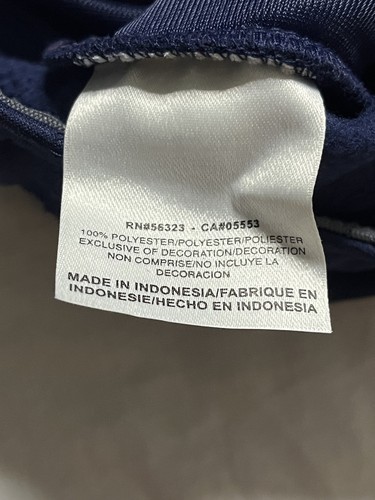 RN#56323 - CA#05553
100% POLYESTER/POLYESTER/POLIESTER
EXCLUSIVE OF DECORATION/DECORATION
NON COMPRISE/NO INCLUYE LA
DECORACION
MADE IN INDONESIA/FABRIQUE EN
INDONESIE/HECHO EN INDONESIA